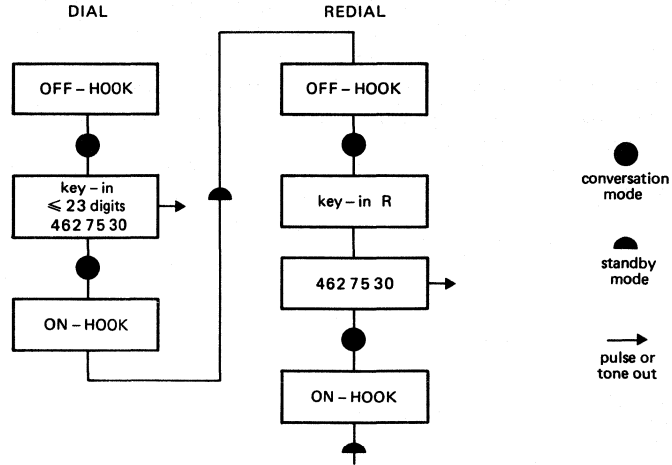 DIAL
OFF – HOOK
key – in
⩽ 23 digits
462 75 30
ON – HOOK
REDIAL
OFF – HOOK
key – in R
462 75 30
ON – HOOK
conversation
mode
standby
mode
pulse or
tone out